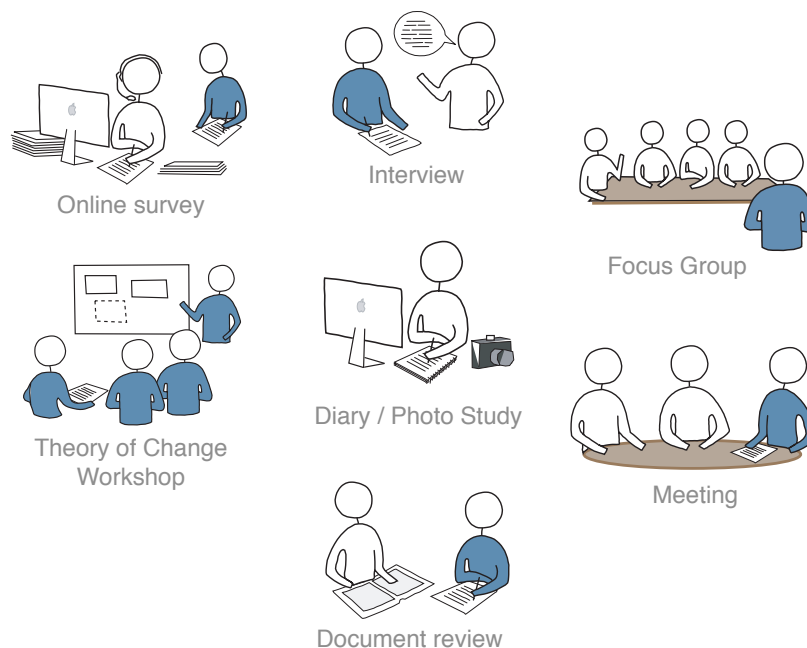 Online survey
Interview
Focus Group
Theory of Change
Workshop
Diary / Photo Study
Meeting
Document review